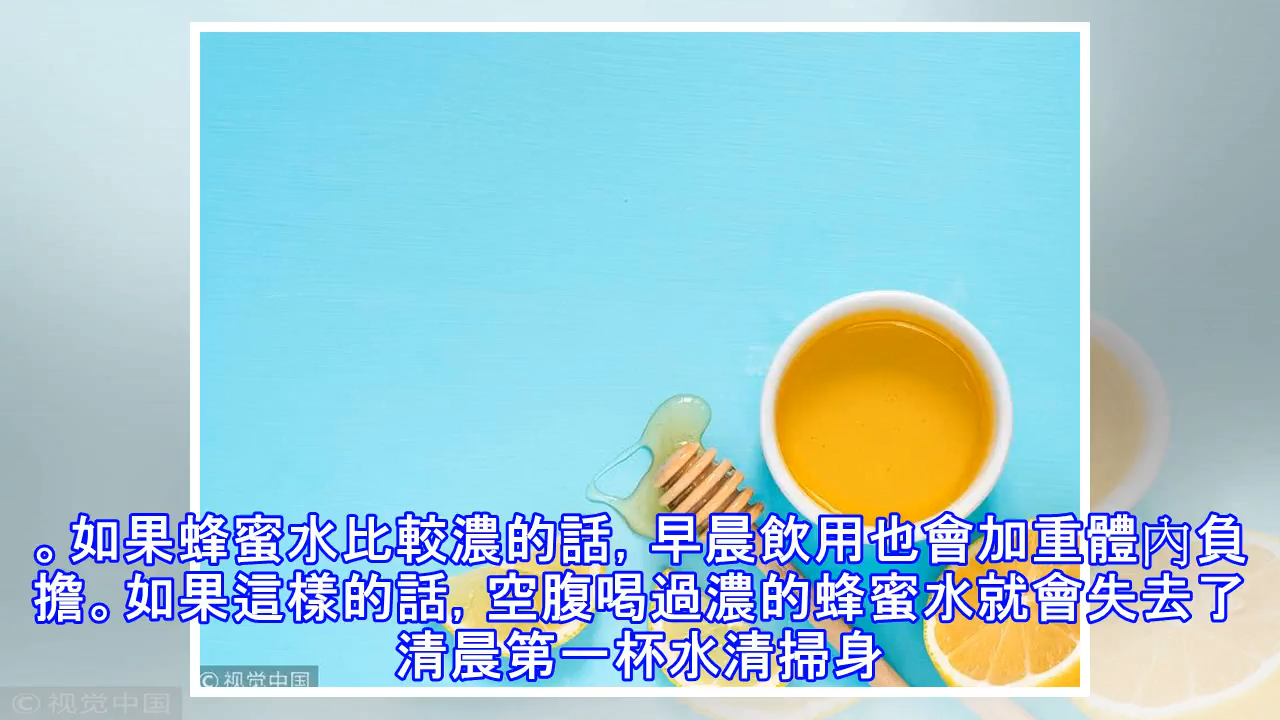 。如果蜂蜜水比較濃的話，早晨飲用也會加重體內負
擔。如果這樣的話，空腹喝過濃的蜂蜜水就會失去了
清晨第一杯水清掃身
© 视觉中国
© 视觉中国